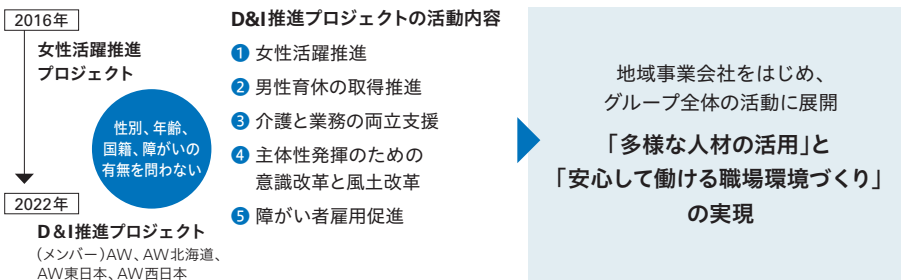 2016年
女性活躍推進
プロジェクト
性別、年齢、
国籍、障がいの
有無を問わない
2022年
D&I推進プロジェクト
(メンバー)AW、AW北海道、
AW東日本、AW西日本
D&I推進プロジェクトの活動内容
1 女性活躍推進
2 男性育休の取得推進
3 介護と業務の両立支援
4 主体性発揮のための
意識改革と風土改革
5 障がい者雇用促進
地域事業会社をはじめ、
グループ全体の活動に展開
「多様な人材の活用」と
「安心して働ける職場環境づくり」
の実現